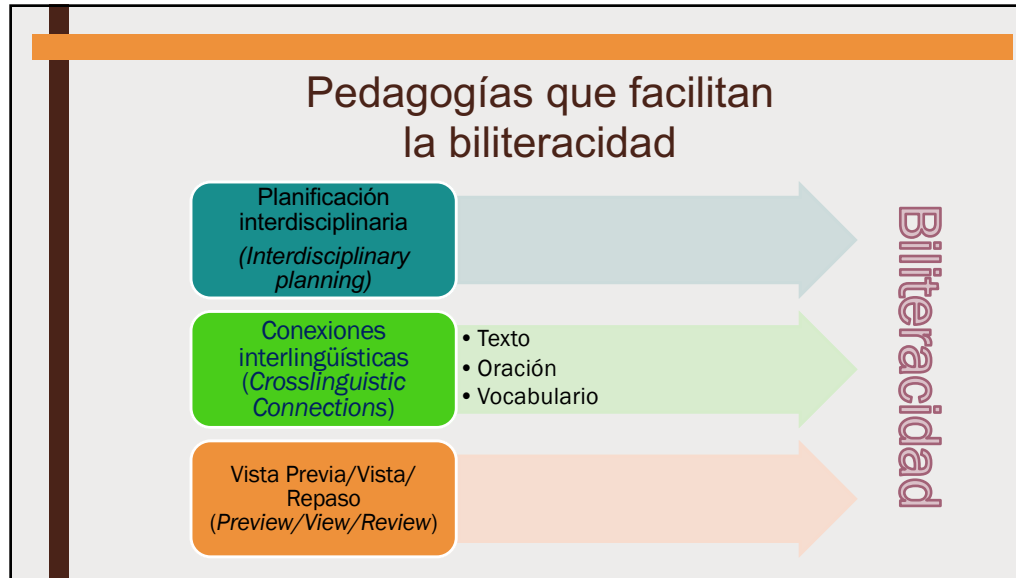 Pedagogías que facilitan
la biliteracidad
Planificación
interdisciplinaria
(Interdisciplinary
planning)
Conexiones
interlingüísticas
(Crosslinguistic
Connections)
• Texto
• Oración
• Vocabulario
Vista Previa/Vista/
Repaso
(Preview/View/Review)
Biliteracidad